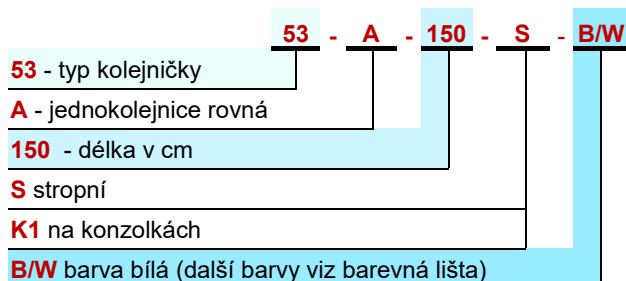 53 - A - 150 - S - B/W
53 - typ kolejničky
A - jednokolejnice rovná
150 - délka v cm
S stropní
K1 na konzolkách
B/W barva bílá (další barvy viz barevná lišta)